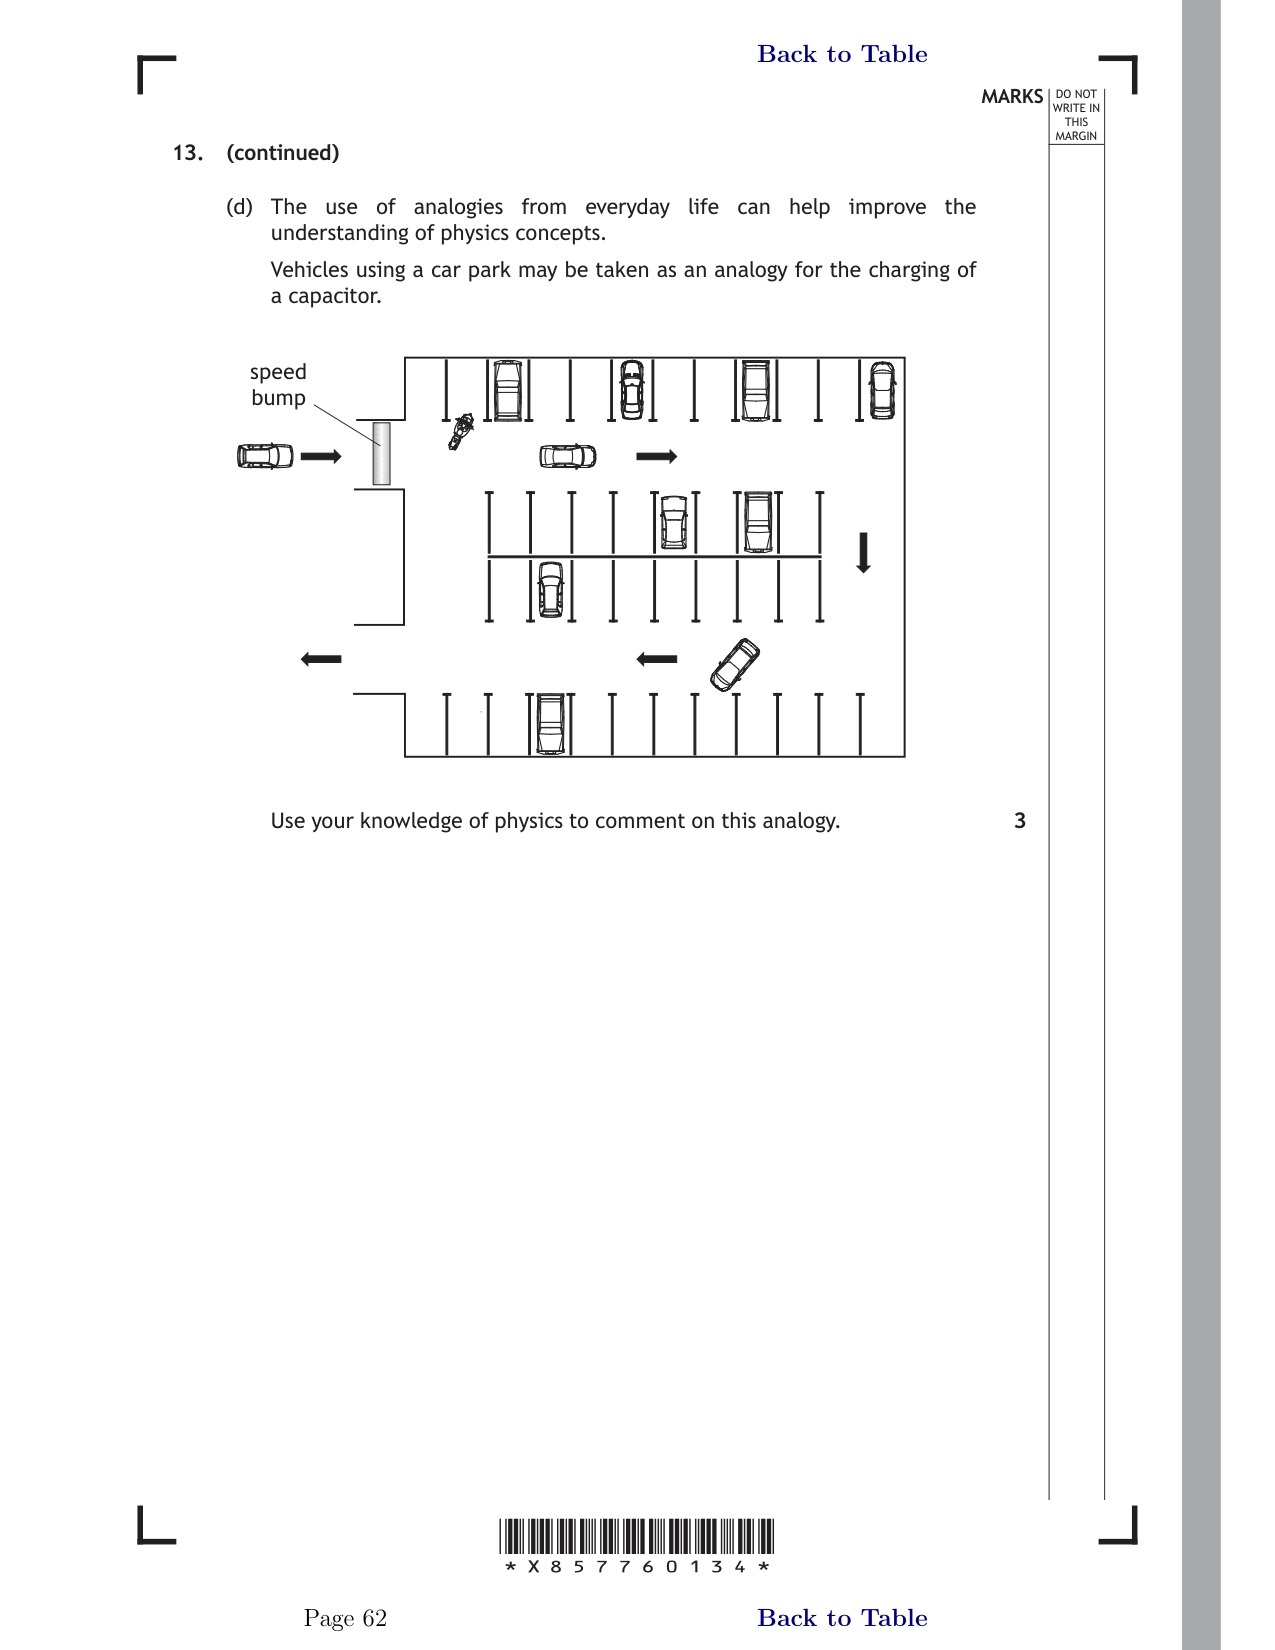 Back to Table
MARKS
DO NOT
WRITE IN
THIS
MARGIN
13. (continued)
(d) The use of analogies from everyday life can help improve the
understanding of physics concepts.
Vehicles using a car park may be taken as an analogy for the charging of
a capacitor.
speed
bump
Use your knowledge of physics to comment on this analogy. 3
*X857760134*
Page 62
Back to Table